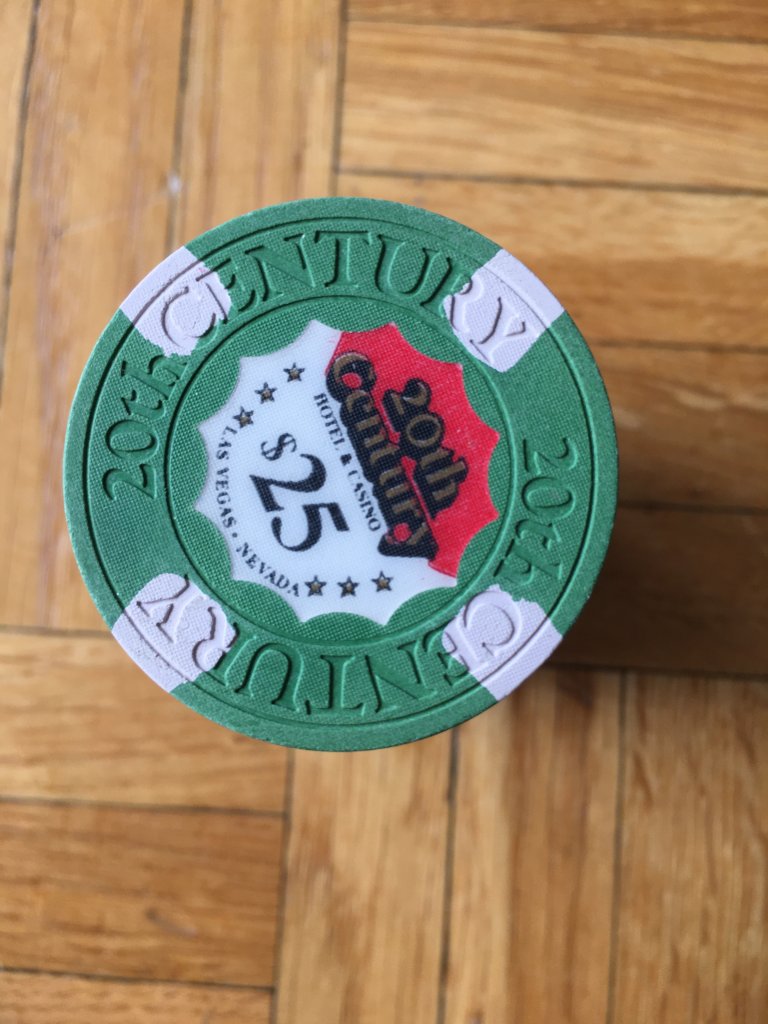 20th CENTURY
20th CENTURY
20th
Century
HOTEL & CASINO
$25
LAS VEGAS • NEVADA